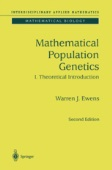 INTERDISCIPLINARY APPLIED MATHEMATICS
MATHEMATICAL BIOLOGY
Mathematical
Population
Genetics
I. Theoretical Introduction
Warren J. Ewens
Second Edition
Springer